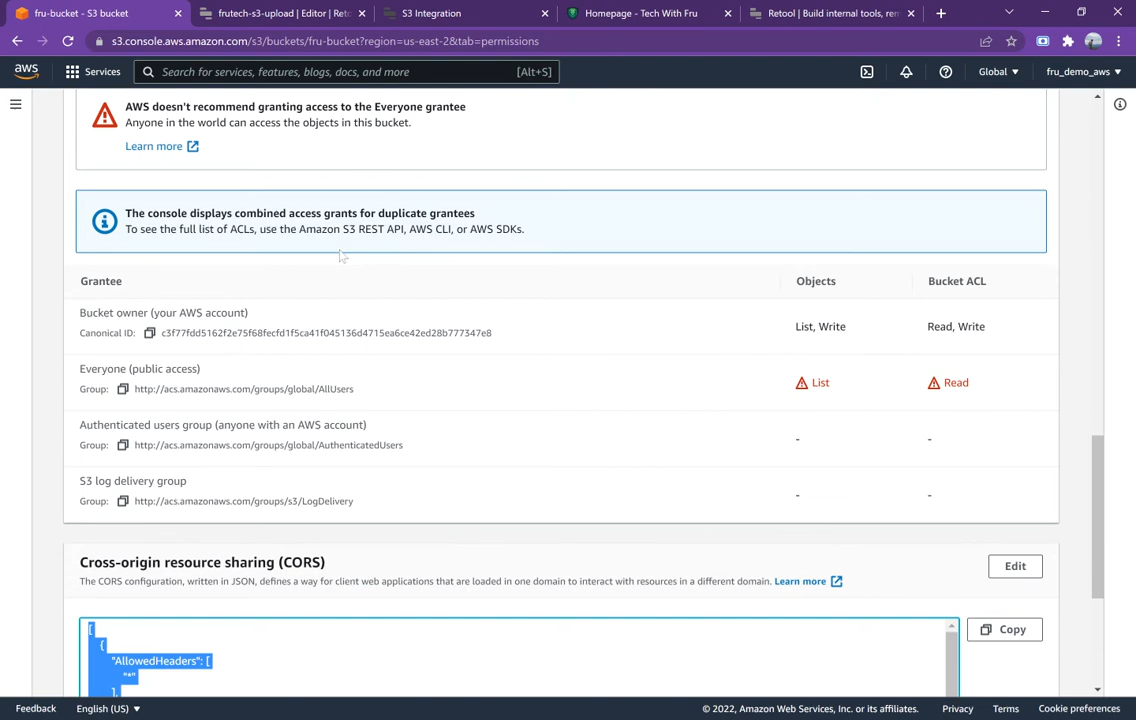 fru-bucket - S3 bucket
frutech-s3-upload | Editor | Reto
S3 Integration
Homepage - Tech With Fru
Retool | Build internal tools, rem
s3.console.aws.amazon.com/s3/buckets/fru-bucket?region=us-east-2&tab=permissions
aws
Services
Search for services, features, blogs, docs, and more
[Alt+S]
Global
fru_demo_aws
AWS doesn't recommend granting access to the Everyone grantee
Anyone in the world can access the objects in this bucket.
Learn more
The console displays combined access grants for duplicate grantees
To see the full list of ACLs, use the Amazon S3 REST API, AWS CLI, or AWS SDKs.
Grantee Objects Bucket ACL
Bucket owner (your AWS account)
Canonical ID: c3f77fdd5162f2e75f68fecfd1f5ca41f045136d4715ea6ce42ed28b777347e8
List, Write Read, Write
Everyone (public access)
Group: http://acs.amazonaws.com/groups/global/AllUsers
List Read
Authenticated users group (anyone with an AWS account)
Group: http://acs.amazonaws.com/groups/global/AuthenticatedUsers
- -
S3 log delivery group
Group: http://acs.amazonaws.com/groups/s3/LogDelivery
- -
Cross-origin resource sharing (CORS)
Edit
The CORS configuration, written in JSON, defines a way for client web applications that are loaded in one domain to interact with resources in a different domain. Learn more
Copy
[
{
"AllowedHeaders": [
"*"
],
Feedback English (US) © 2022, Amazon Web Services, Inc. or its affiliates. Privacy Terms Cookie preferences